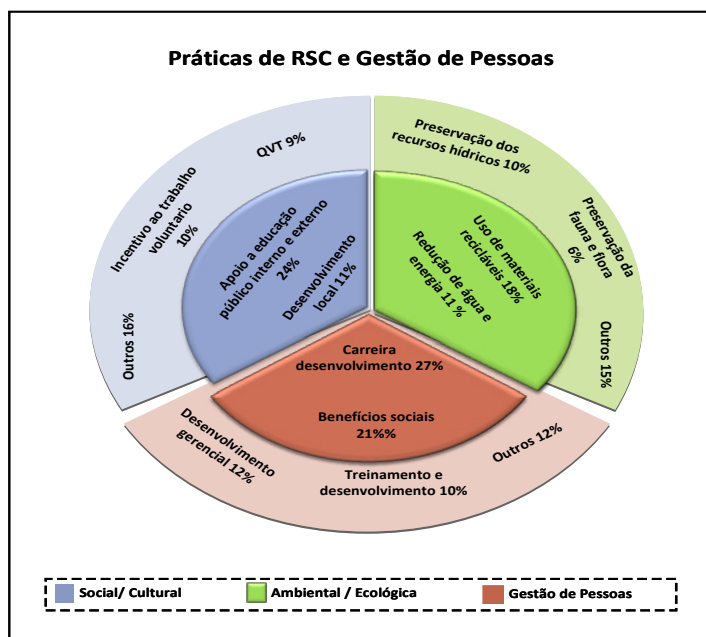 Práticas de RSC e Gestão de Pessoas
QVT 9%
Incentivo ao trabalho
voluntario
10%
Outros 16%
Apoio a educação
público interno e externo
24%
Desenvolvimento
local 11%
Preservação dos
recursos hídricos 10%
Preservação da
fauna e flora
6%
Outros 15%
Uso de materiais
recicláveis 18%
Redução de água e
energia 11 %
Carreira
desenvolvimento 27%
Benefícios sociais
21%%
Desenvolvimento
gerencial 12%
Treinamento e
desenvolvimento 10%
Outros 12%
Social/ Cultural
Ambiental / Ecológica
Gestão de Pessoas